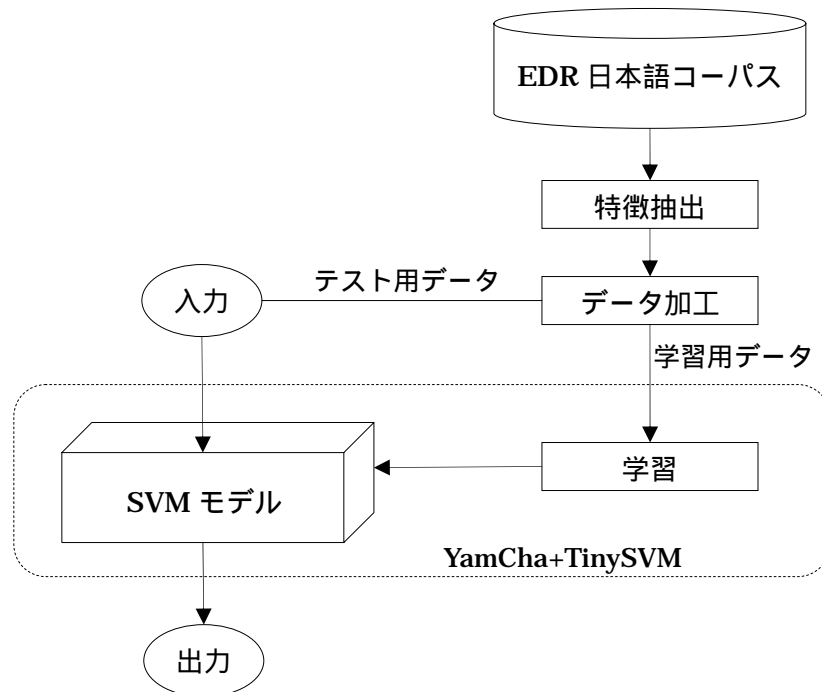 EDR 日本語コーパス
特徴抽出
テスト用データ
入力
データ加工
学習用データ
学習
SVM モデル
YamCha+TinySVM
出力